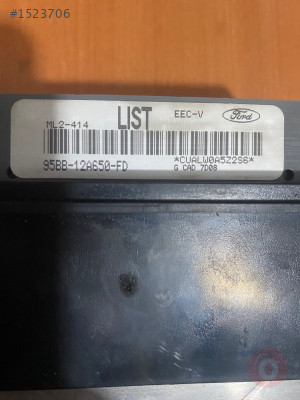 #1523706
ML2-414 LIST EEC-V Ford
95BB-12A650-FD *CUALW0A5Z2S6*
G CAD 7D08